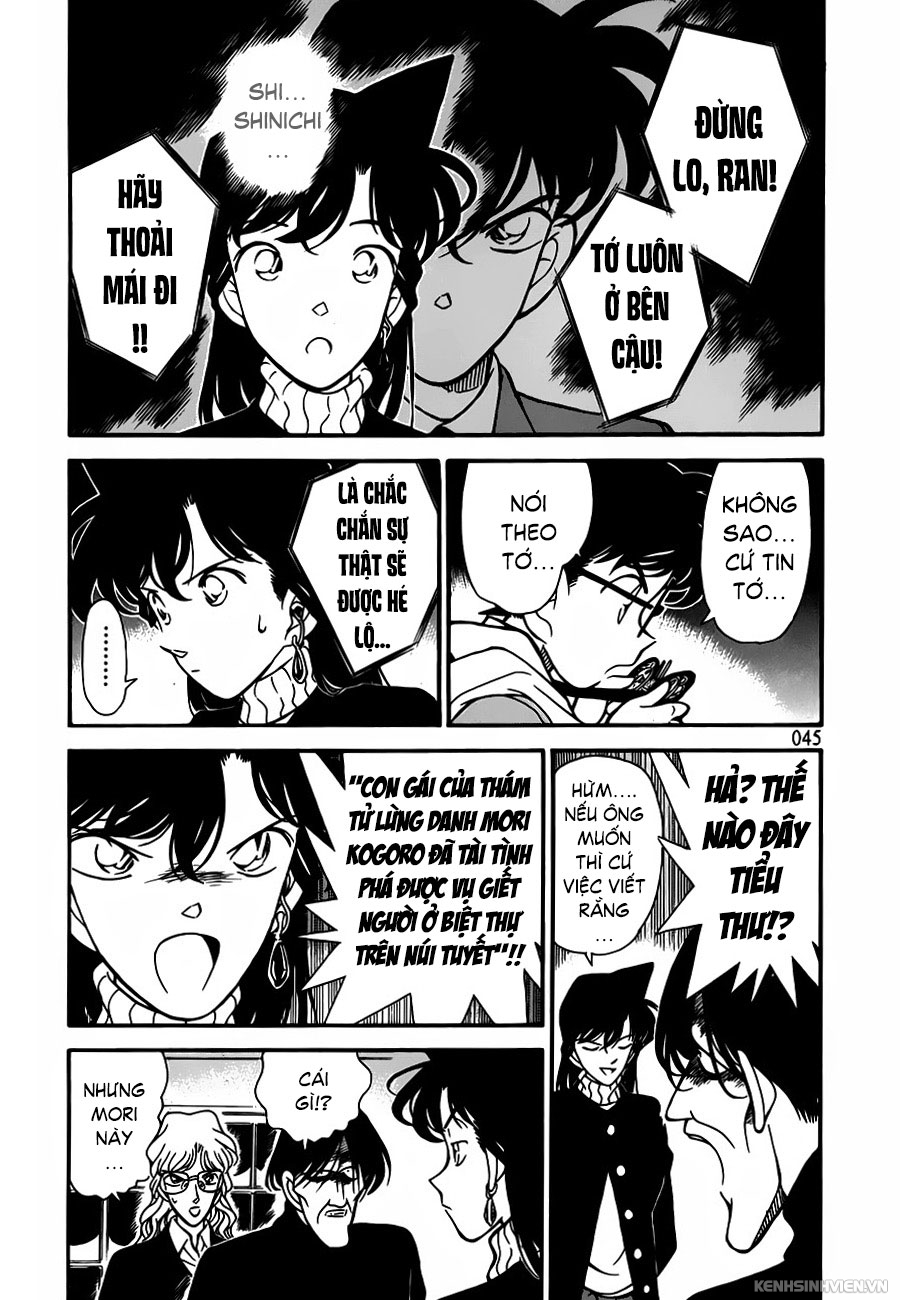 ĐỪNG
LO, RAN!
TỚ LUÔN
Ở BÊN
CẬU!
SHI...
SHINICHI
...
HÃY
THOẢI
MÁI ĐI
!!
KHÔNG
SAO...
CỨ TIN
TỚ...
NÓI
THEO
TỚ...
LÀ CHẮC
CHẮN SỰ
THẬT SẼ
ĐƯỢC HÉ
LỘ...
.........
045
HẢ? THẾ
NÀO ĐÂY
TIỂU
THƯ!?
HỪM....
NẾU ÔNG
MUỐN
THÌ CỨ
VIỆC VIẾT
RẰNG
...
"CON GÁI CỦA THÁM
TỬ LỪNG DANH MORI
KOGORO ĐÃ TÀI TÌNH
PHÁ ĐƯỢC VỤ GIẾT
NGƯỜI Ở BIỆT THỰ
TRÊN NÚI TUYẾT"!!
CÁI
GÌ!?
NHƯNG
MORI
NÀY
...
KENHSINHVIEN.VN